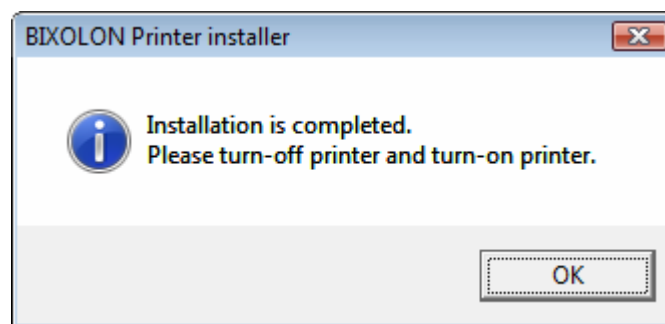 BIXOLON Printer installer
Installation is completed.
Please turn-off printer and turn-on printer.
OK